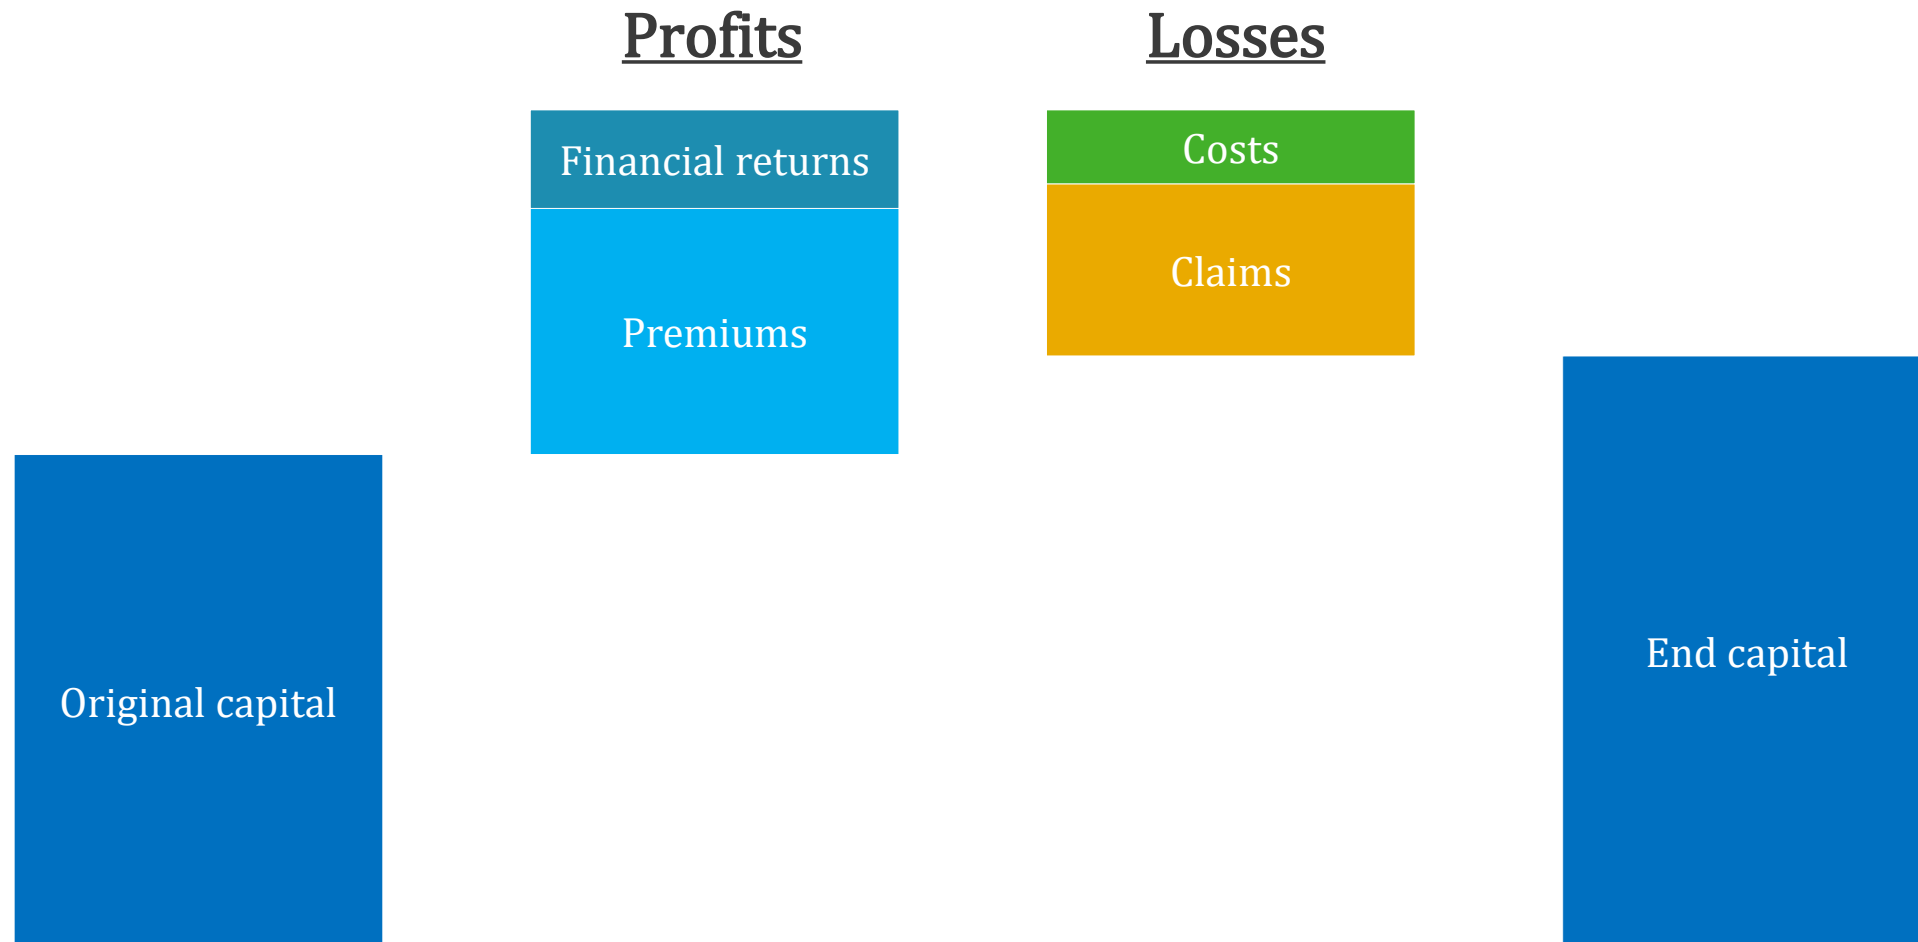 Profits
Losses
Financial returns
Costs
Premiums
Claims
Original capital
End capital